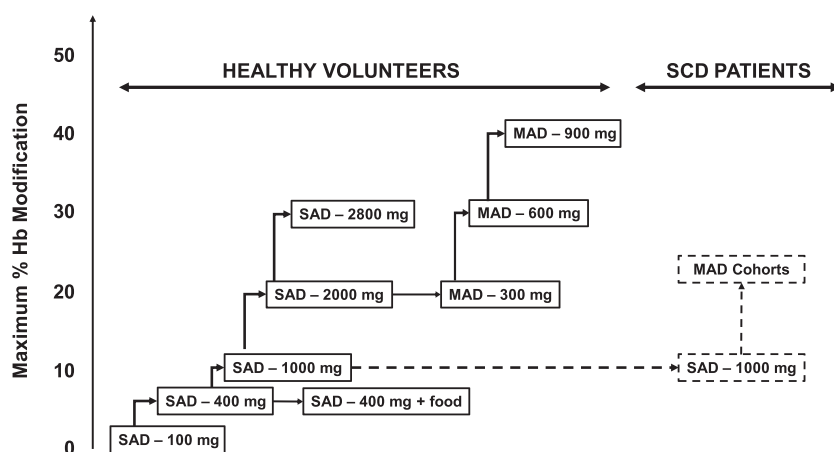 50
HEALTHY VOLUNTEERS
SCD PATIENTS
Maximum % Hb Modification
40
MAD – 900 mg
30
SAD – 2800 mg
MAD – 600 mg
MAD Cohorts
20
SAD – 2000 mg
MAD – 300 mg
10
SAD – 1000 mg
SAD – 1000 mg
SAD – 400 mg
SAD – 400 mg + food
0
SAD – 100 mg